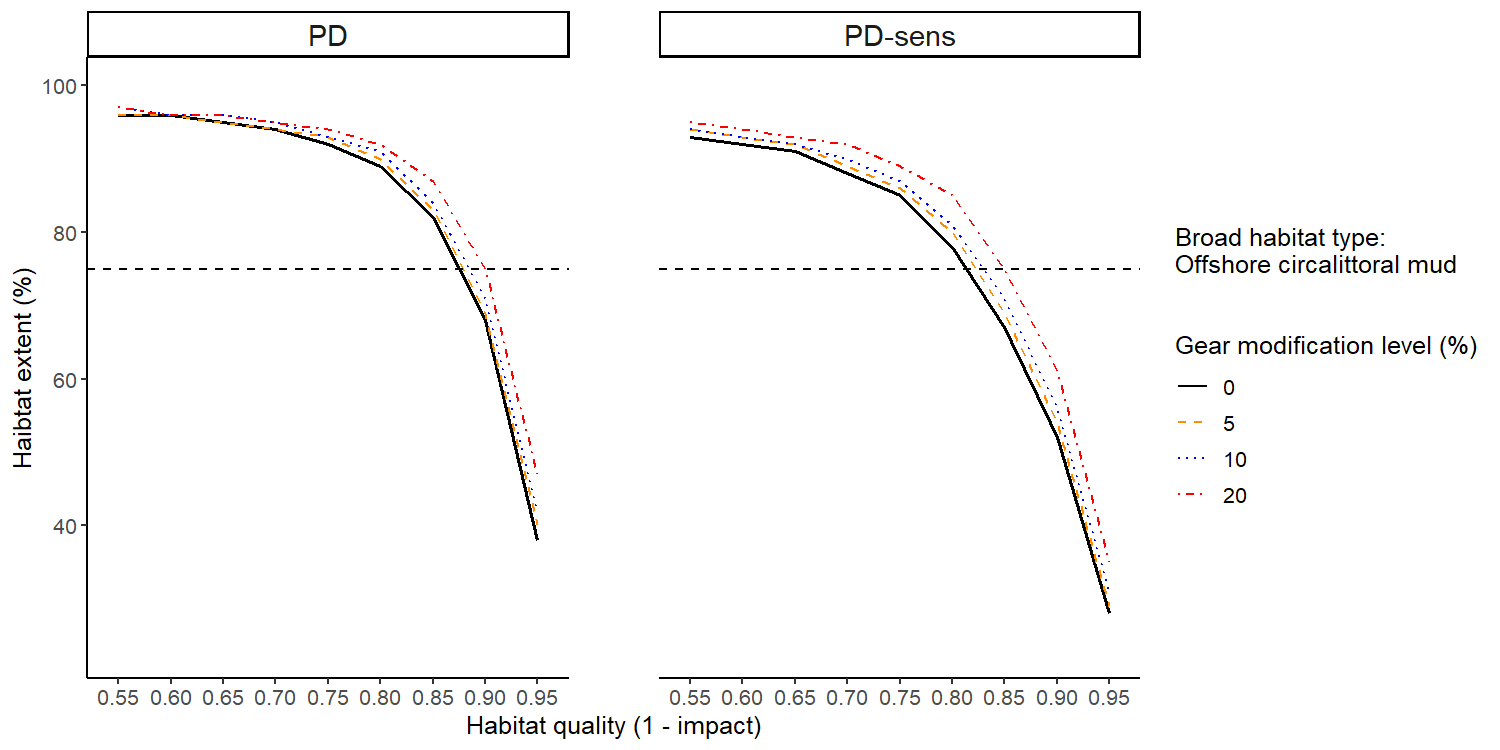 PD
PD-sens
100
80
60
40
Haibtat extent (%)
0.55 0.60 0.65 0.70 0.75 0.80 0.85 0.90 0.95
0.55 0.60 0.65 0.70 0.75 0.80 0.85 0.90 0.95
Habitat quality (1 - impact)
Broad habitat type:
Offshore circalittoral mud
Gear modification level (%)
0
5
10
20